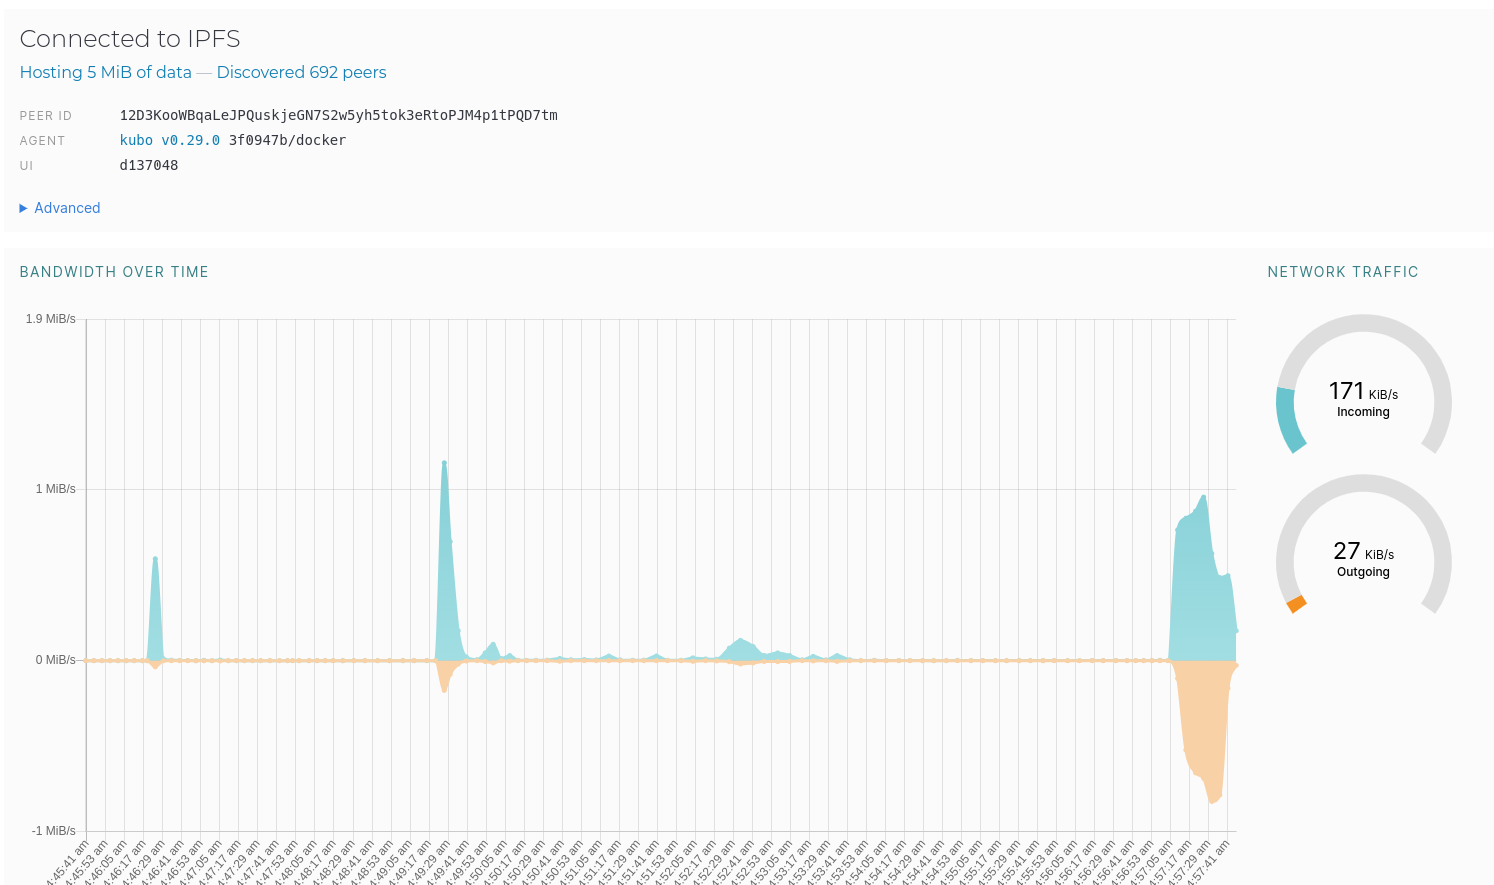 Connected to IPFS
Hosting 5 MiB of data — Discovered 692 peers
PEER ID 12D3KooWBqaLeJPQuskjeGN7S2w5yh5tok3eRtoPJM4p1tPQD7tm
AGENT kubo v0.29.0 3f0947b/docker
UI d137048
▶ Advanced
BANDWIDTH OVER TIME
NETWORK TRAFFIC
1.9 MiB/s
1 MiB/s
0 MiB/s
-1 MiB/s
171 KiB/s
Incoming
27 KiB/s
Outgoing
4:45:41 am
4:45:53 am
4:46:05 am
4:46:17 am
4:46:29 am
4:46:41 am
4:46:53 am
4:47:05 am
4:47:17 am
4:47:29 am
4:47:41 am
4:47:53 am
4:48:05 am
4:48:17 am
4:48:29 am
4:48:41 am
4:48:53 am
4:49:05 am
4:49:17 am
4:49:29 am
4:49:41 am
4:49:53 am
4:50:05 am
4:50:17 am
4:50:29 am
4:50:41 am
4:50:53 am
4:51:05 am
4:51:17 am
4:51:29 am
4:51:41 am
4:51:53 am
4:52:05 am
4:52:17 am
4:52:29 am
4:52:41 am
4:52:53 am
4:53:05 am
4:53:17 am
4:53:29 am
4:53:41 am
4:53:53 am
4:54:05 am
4:54:17 am
4:54:29 am
4:54:41 am
4:54:53 am
4:55:05 am
4:55:17 am
4:55:29 am
4:55:41 am
4:55:53 am
4:56:05 am
4:56:17 am
4:56:29 am
4:56:41 am
4:56:53 am
4:57:05 am
4:57:17 am
4:57:29 am
4:57:41 am